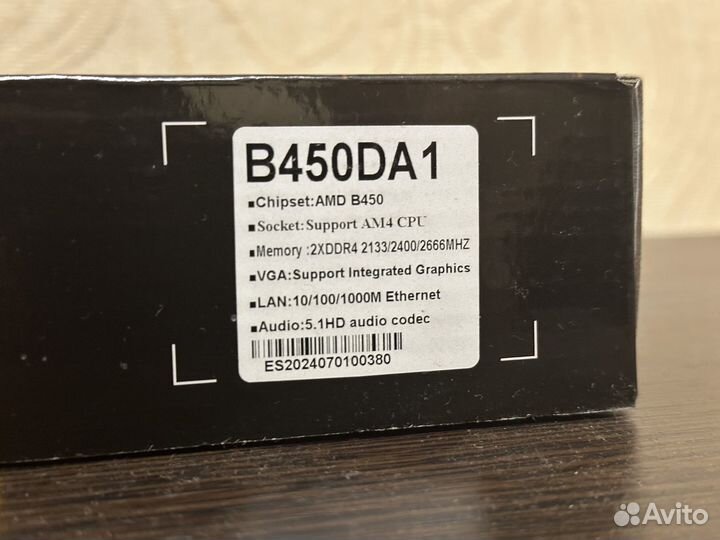 B450DA1
▪Chipset:AMD B450
▪Socket:Support AM4 CPU
▪Memory :2XDDR4 2133/2400/2666MHZ
▪VGA:Support Integrated Graphics
▪LAN:10/100/1000M Ethernet
▪Audio:5.1HD audio codec
ES2024070100380
Avito